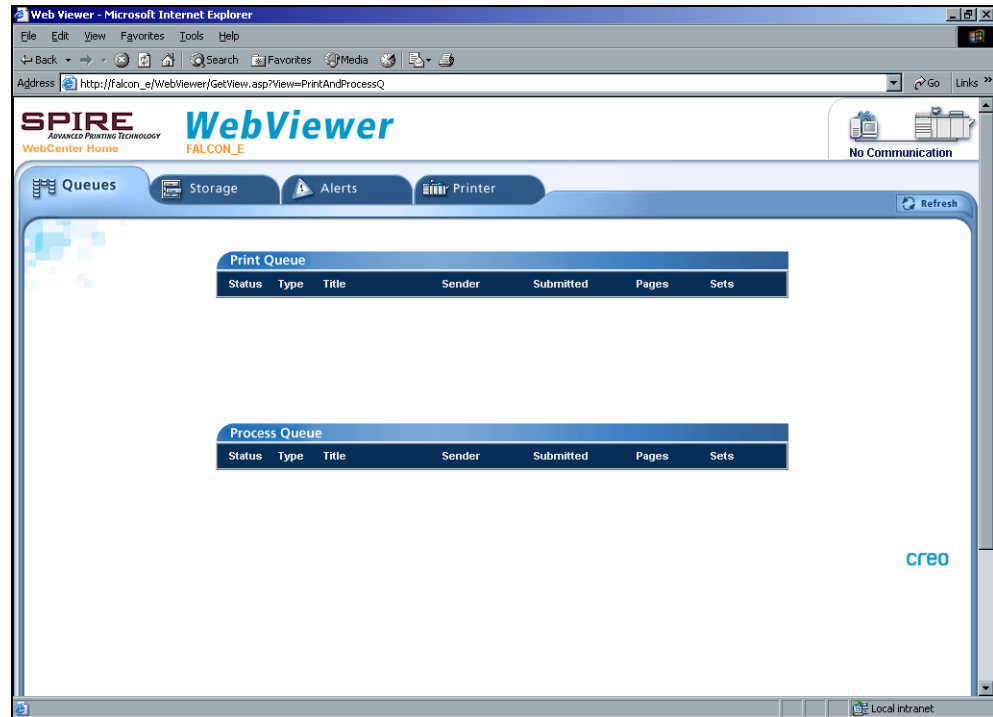 Web Viewer - Microsoft Internet Explorer
File Edit View Favorites Tools Help
Back Search Favorites Media
Address http://falcon_e/WebViewer/GetView.asp?View=PrintAndProcessQ Go Links »
SPIRE
ADVANCED PRINTING TECHNOLOGY
WebCenter Home
WebViewer
FALCON_E
No Communication
Queues Storage Alerts Printer
Refresh
Print Queue
Status Type Title Sender Submitted Pages Sets
Process Queue
Status Type Title Sender Submitted Pages Sets
creo
Local intranet